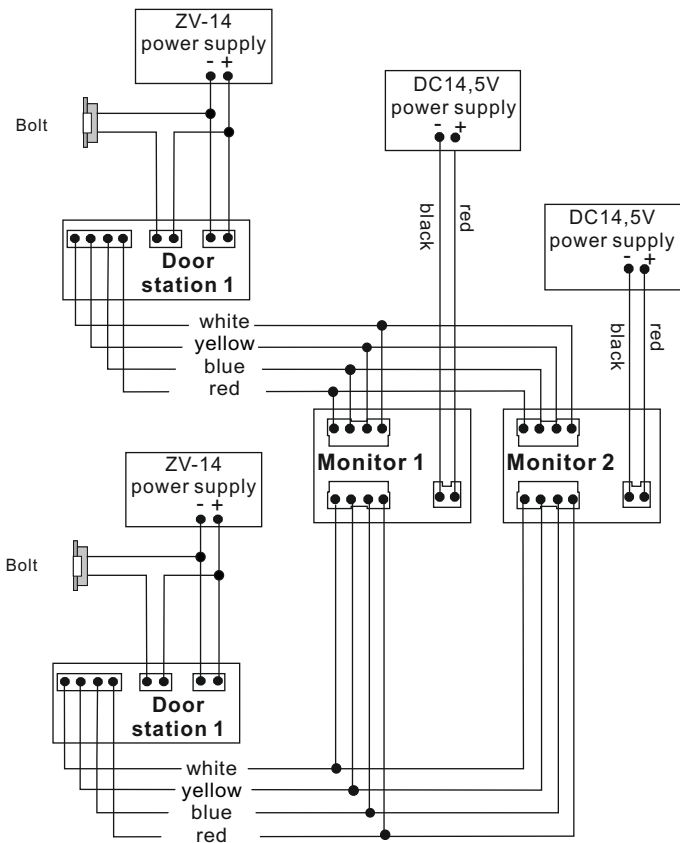 ZV-14
power supply
- +
Bolt
Door
station 1
DC14,5V
power supply
- +
black
red
DC14,5V
power supply
- +
black
red
white
yellow
blue
red
Monitor 1
Monitor 2
ZV-14
power supply
- +
Bolt
Door
station 1
white
yellow
blue
red